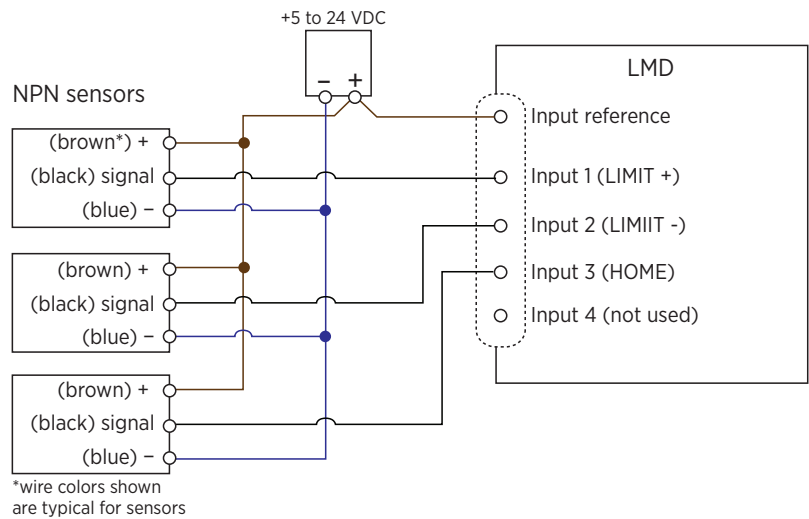 +5 to 24 VDC
− +
NPN sensors
(brown*) +
(black) signal
(blue) −
(brown) +
(black) signal
(blue) −
(brown) +
(black) signal
(blue) −
*wire colors shown
are typical for sensors
LMD
Input reference
Input 1 (LIMIT +)
Input 2 (LIMIIT -)
Input 3 (HOME)
Input 4 (not used)